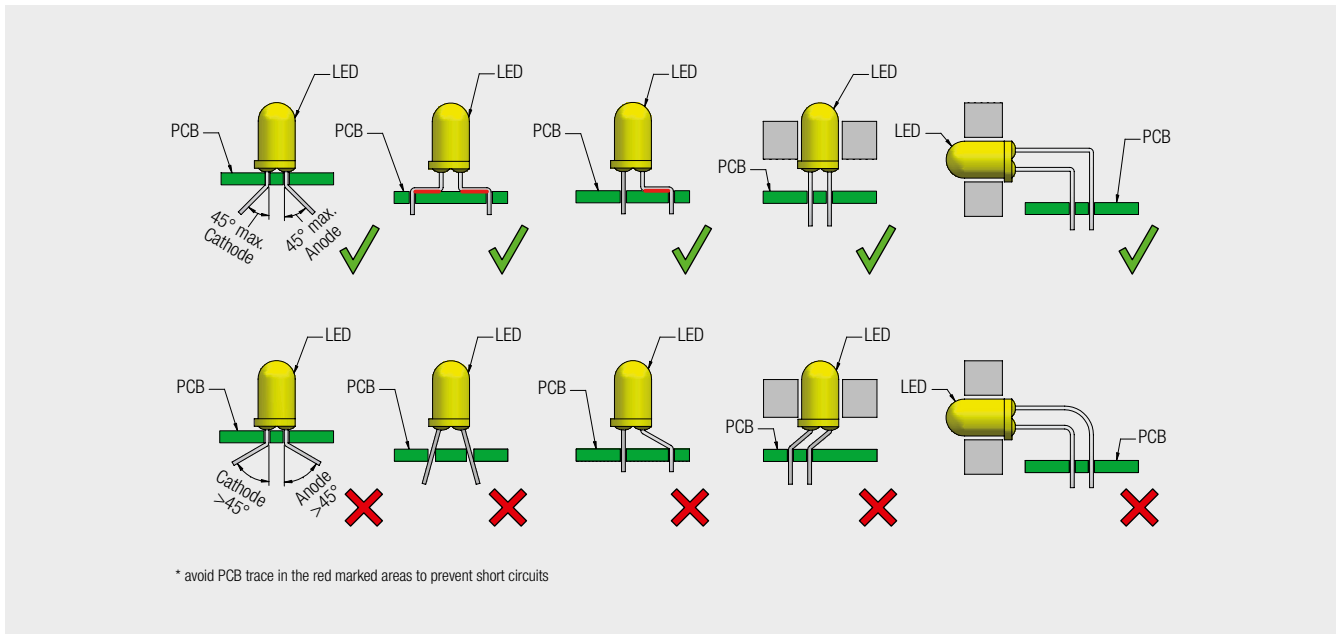 LED
LED
LED
LED
LED
PCB
PCB
PCB
PCB
PCB
45° max.
Cathode
45° max.
Anode
LED
LED
LED
LED
LED
PCB
PCB
PCB
PCB
PCB
Cathode
>45°
Anode
>45°
* avoid PCB trace in the red marked areas to prevent short circuits